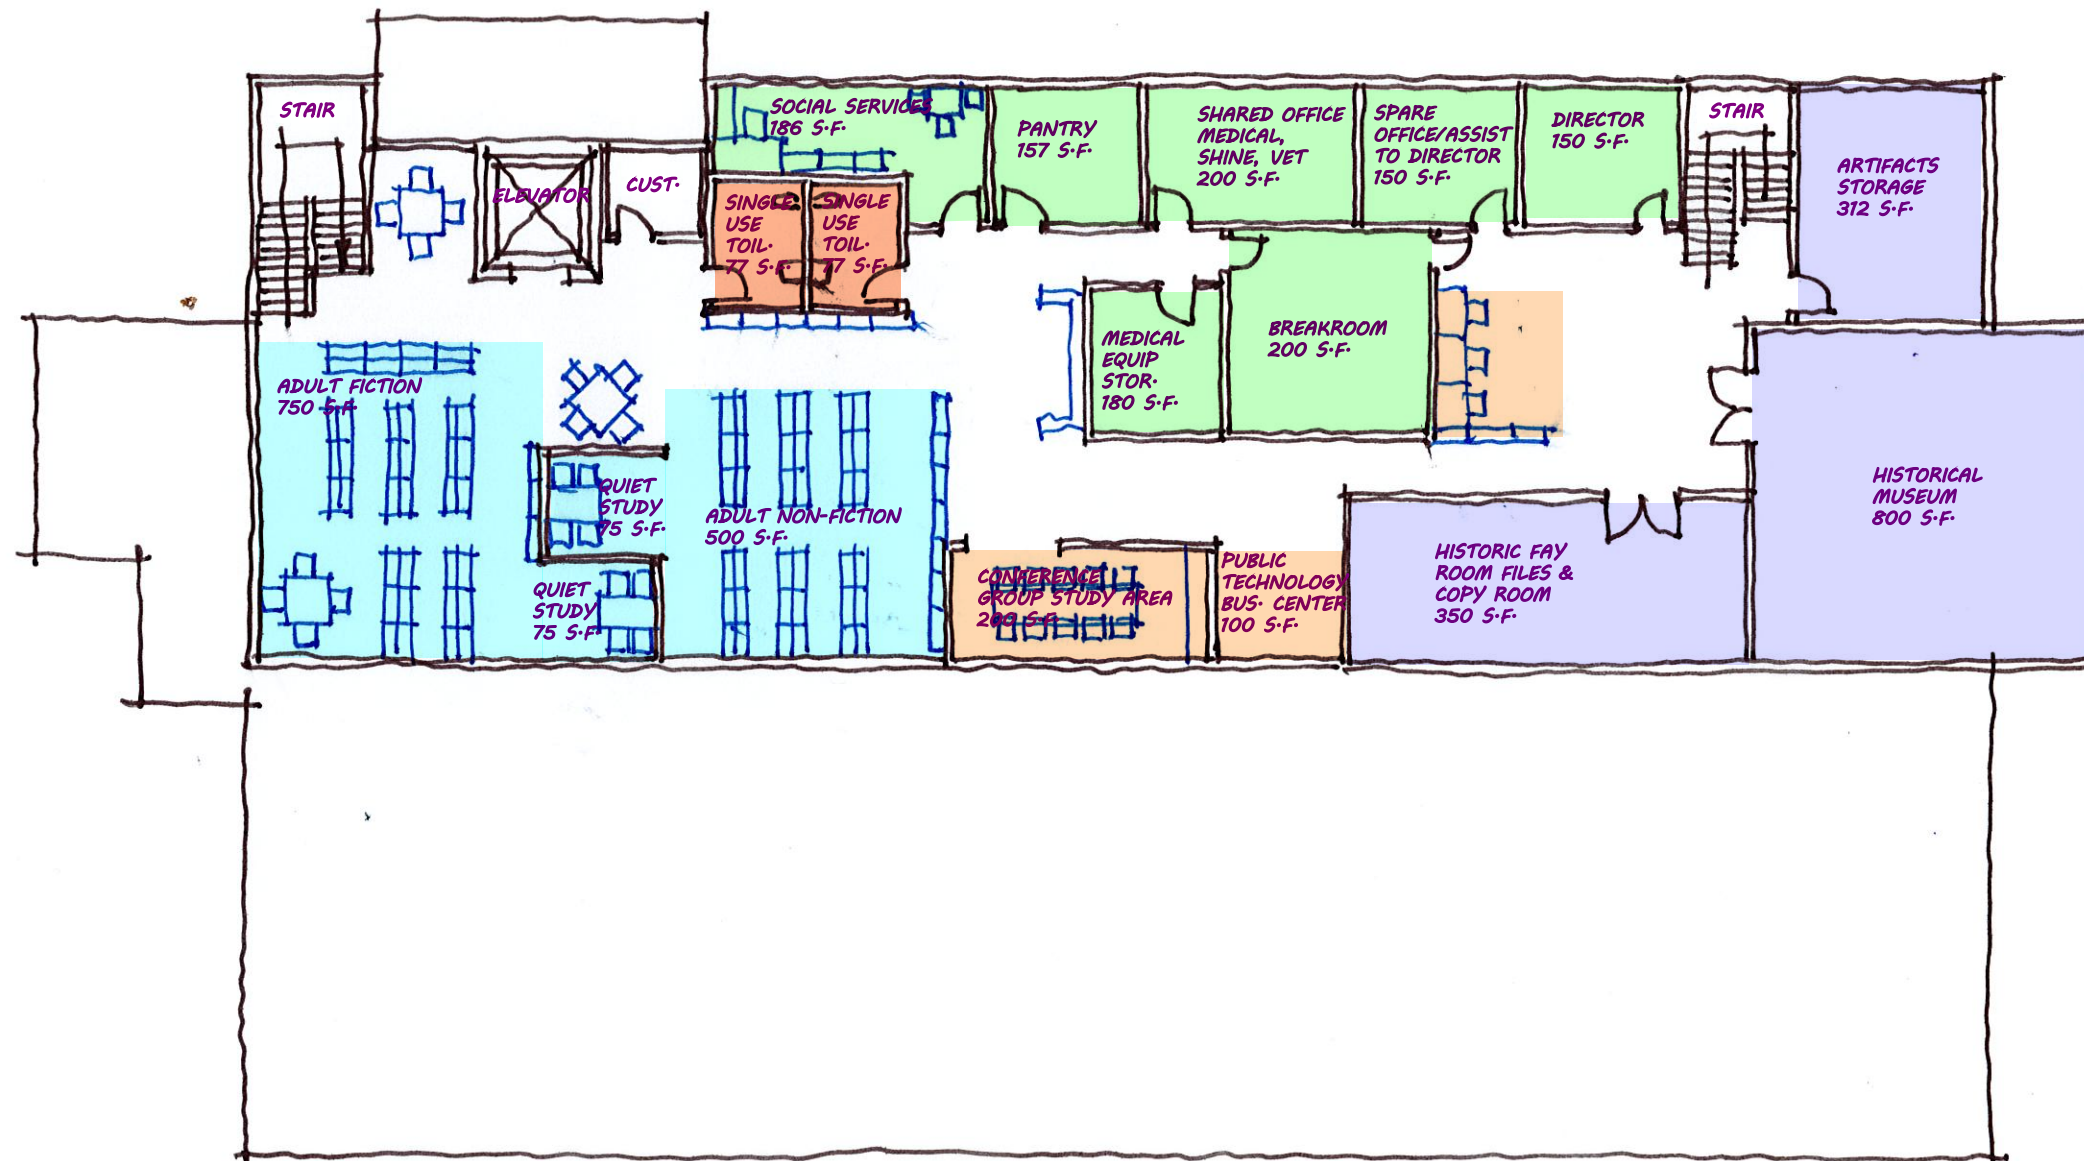 STAIR
ELEVATOR
CUST.
SOCIAL SERVICES
186 S.F.
PANTRY
157 S.F.
SHARED OFFICE
MEDICAL,
SHINE, VET
200 S.F.
SPARE
OFFICE/ASSIST
TO DIRECTOR
150 S.F.
DIRECTOR
150 S.F.
STAIR
ARTIFACTS
STORAGE
312 S.F.
SINGLE
USE
TOIL.
77 S.F.
SINGLE
USE
TOIL.
77 S.F.
MEDICAL
EQUIP
STOR.
180 S.F.
BREAKROOM
200 S.F.
ADULT FICTION
750 S.F.
QUIET
STUDY
75 S.F.
QUIET
STUDY
75 S.F.
ADULT NON-FICTION
500 S.F.
CONFERENCE
GROUP STUDY AREA
200 S.F.
PUBLIC
TECHNOLOGY
BUS. CENTER
100 S.F.
HISTORIC FAY
ROOM FILES &
COPY ROOM
350 S.F.
HISTORICAL
MUSEUM
800 S.F.